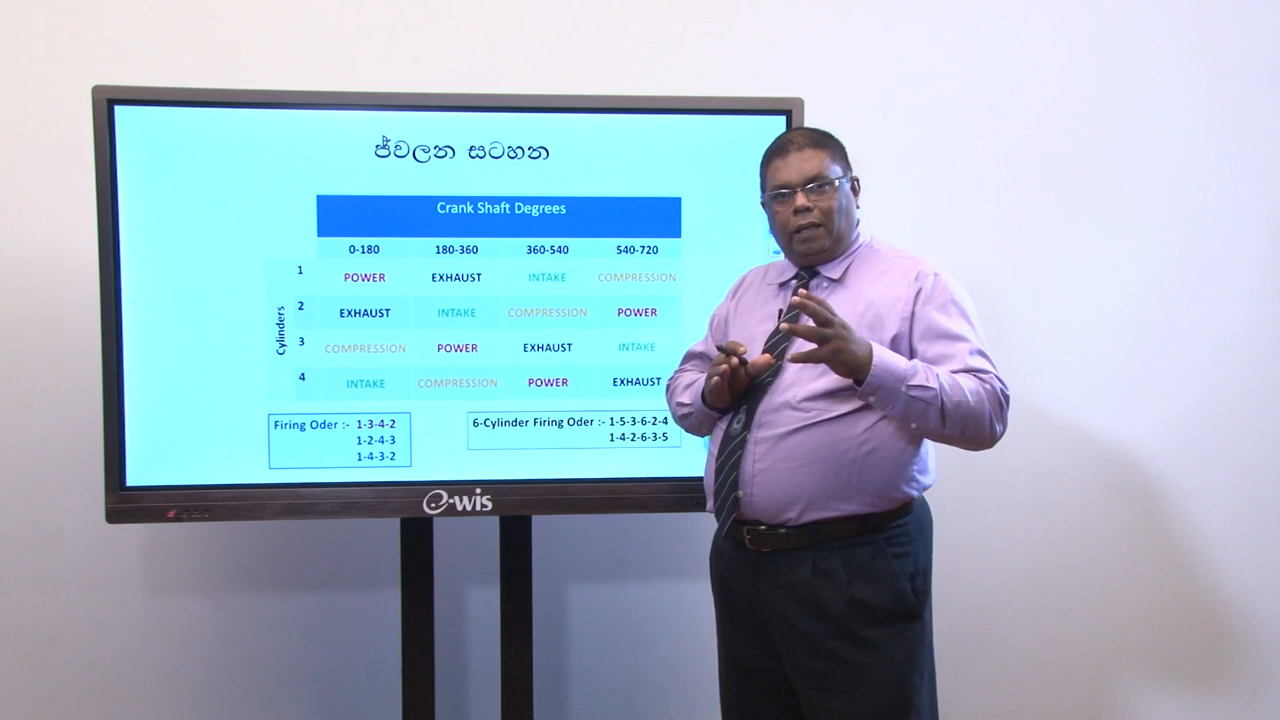 ජ්වලන සටහන
Crank Shaft Degrees
0-180 180-360 360-540 540-720
Cylinders
1 POWER EXHAUST INTAKE COMPRESSION
2 EXHAUST INTAKE COMPRESSION POWER
3 COMPRESSION POWER EXHAUST INTAKE
4 INTAKE COMPRESSION POWER EXHAUST
Firing Oder :- 1-3-4-2
1-2-4-3
1-4-3-2
6-Cylinder Firing Oder :- 1-5-3-6-2-4
1-4-2-6-3-5
e-wis